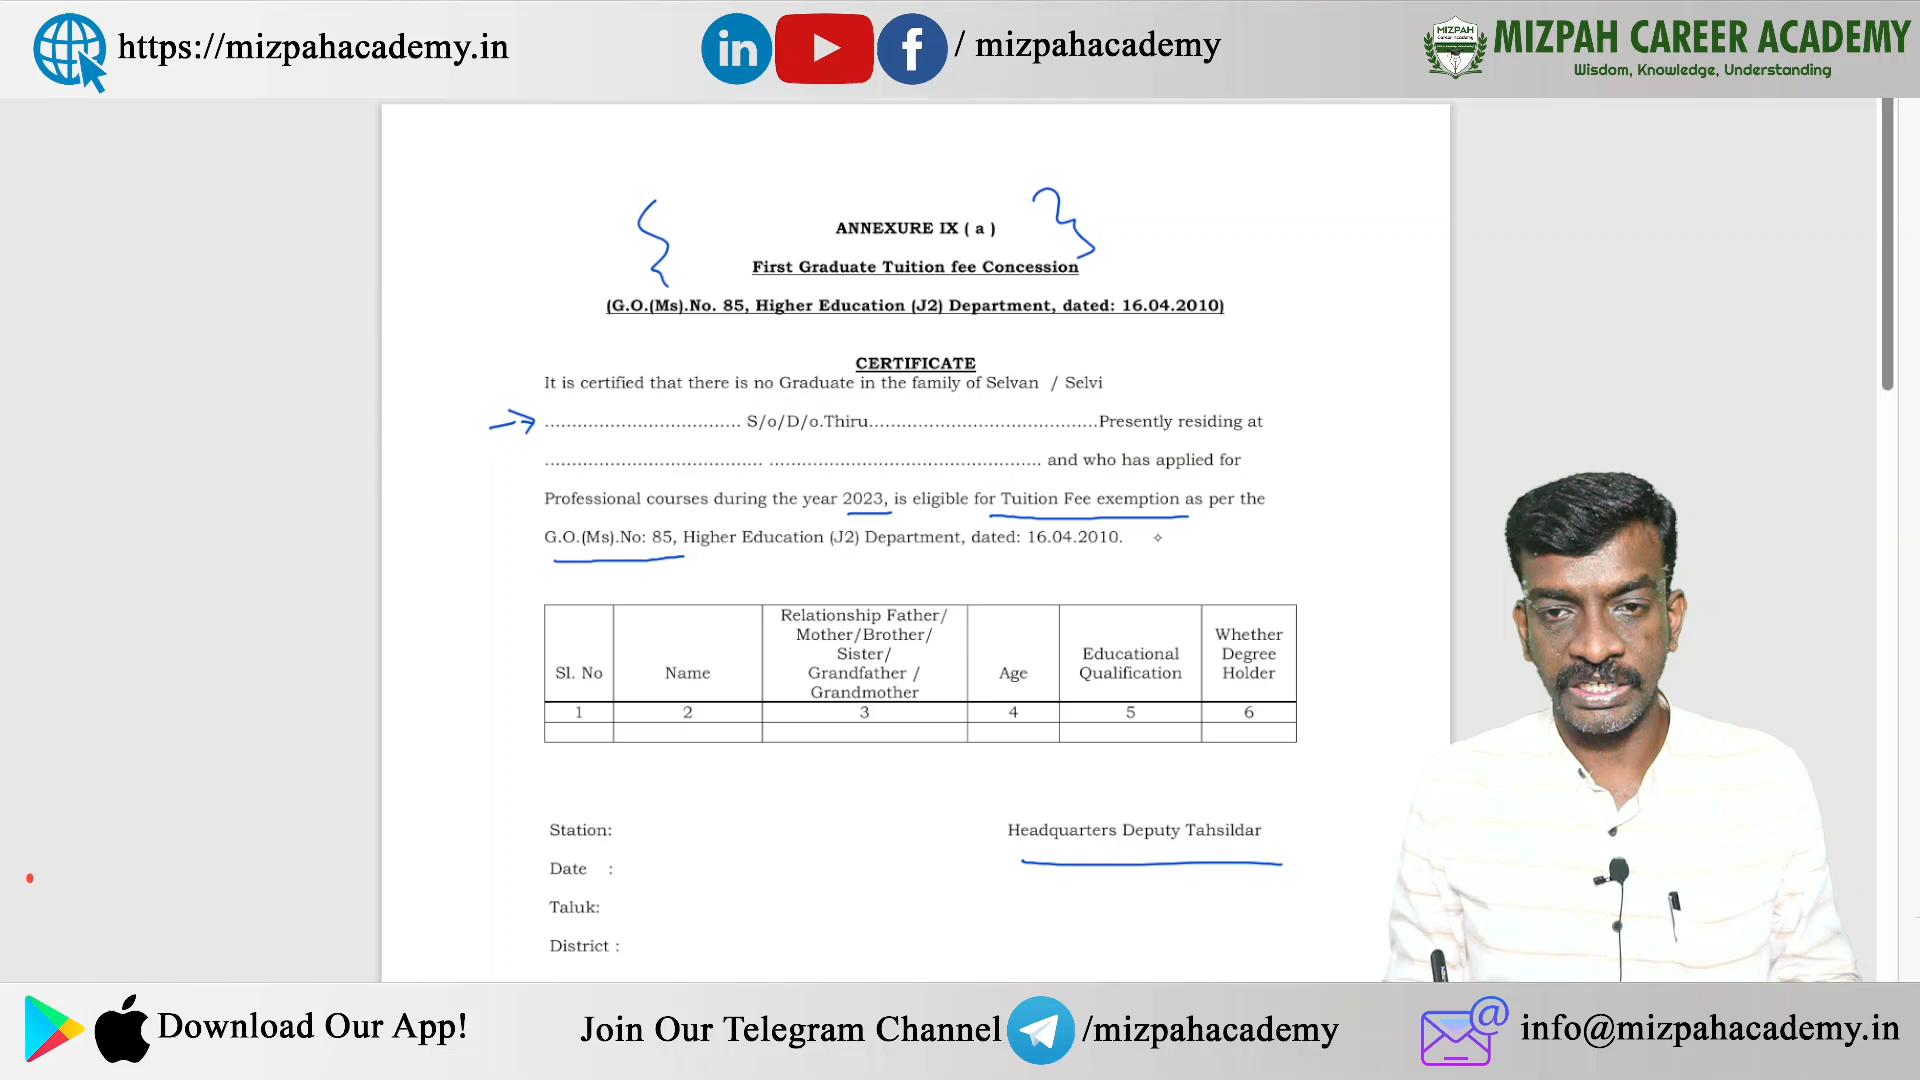 https://mizpahacademy.in
/ mizpahacademy
MIZPAH
Career Academy
MIZPAH CAREER ACADEMY
Wisdom, Knowledge, Understanding
ANNEXURE IX ( a )
First Graduate Tuition fee Concession
(G.O.(Ms).No. 85, Higher Education (J2) Department, dated: 16.04.2010)
CERTIFICATE
It is certified that there is no Graduate in the family of Selvan / Selvi
.................................... S/o/D/o.Thiru..........................................Presently residing at
........................................ .................................................. and who has applied for
Professional courses during the year 2023, is eligible for Tuition Fee exemption as per the
G.O.(Ms).No: 85, Higher Education (J2) Department, dated: 16.04.2010.
Sl. No
Name
Relationship Father/
Mother/Brother/
Sister/
Grandfather /
Grandmother
Age
Educational
Qualification
Whether
Degree
Holder
1 2 3 4 5 6
Station:
Headquarters Deputy Tahsildar
Date :
Taluk:
District :
Download Our App!
Join Our Telegram Channel /mizpahacademy
info@mizpahacademy.in